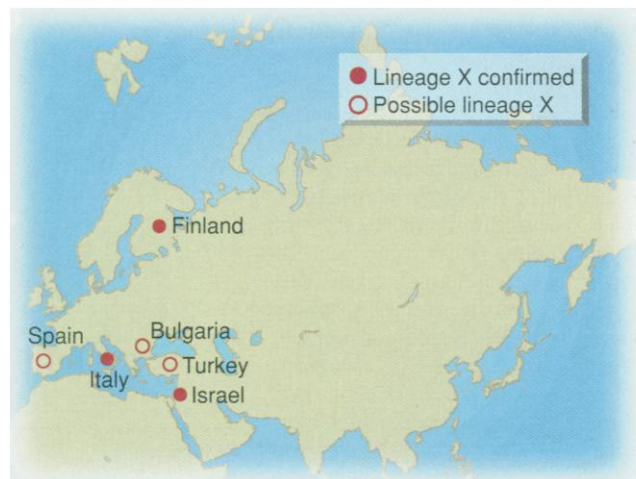 Lineage X confirmed
Possible lineage X
Finland
Spain
Bulgaria
Italy
Turkey
Israel